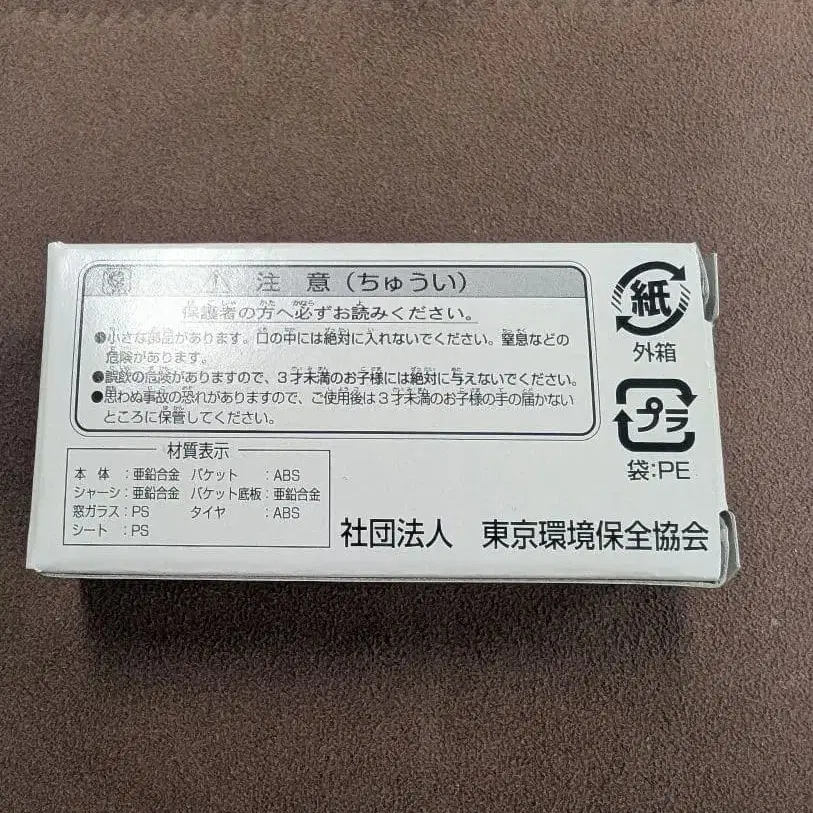 ⚠ 注意(ちゅうい)
保護者の方へ必ずお読みください。
●小さな部品があります。口の中には絶対に入れないでください。窒息などの
危険があります。
●誤飲の危険がありますので、3才未満のお子様には絶対に与えないでください。
●思わぬ事故の恐れがありますので、ご使用後は3才未満のお子様の手の届かない
ところに保管してください。
材質表示
本体:亜鉛合金 バケット:ABS
シャーシ:亜鉛合金 バケット底板:亜鉛合金
窓ガラス:PS タイヤ:ABS
シート:PS
社団法人 東京環境保全協会
紙
外箱
プラ
袋:PE